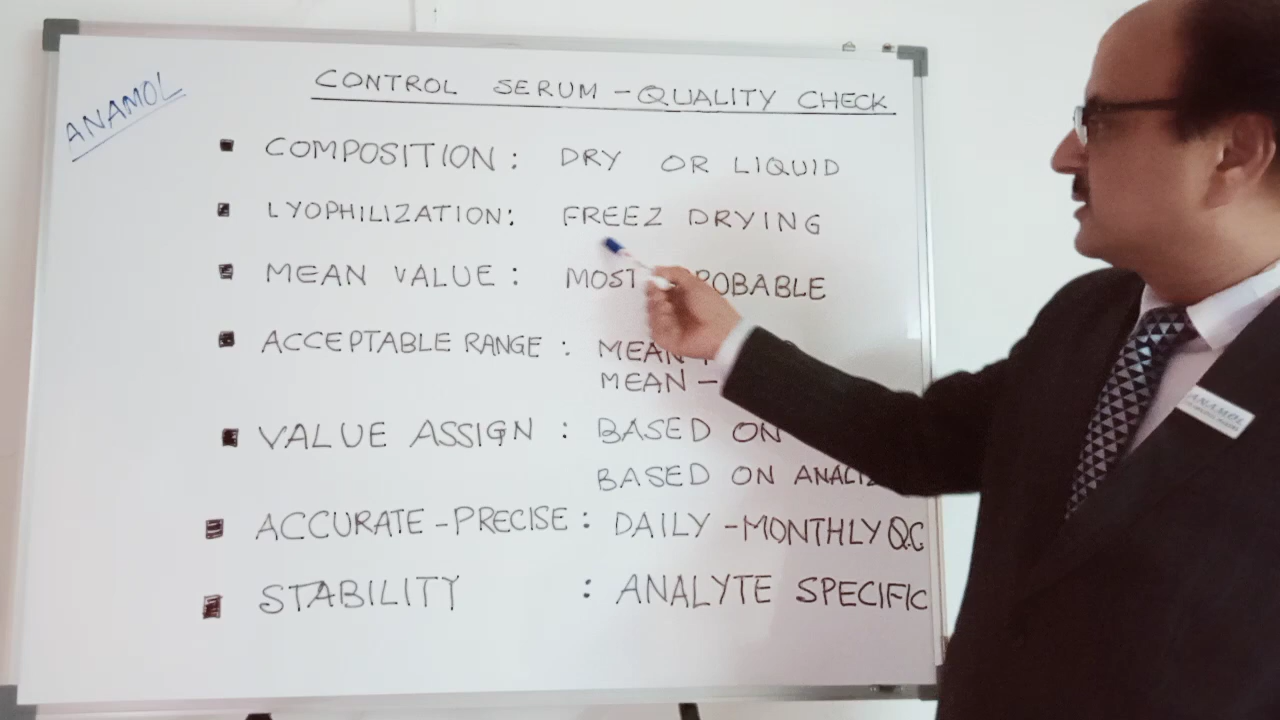 ANAMOL
CONTROL SERUM - QUALITY CHECK
COMPOSITION : DRY OR LIQUID
LYOPHILIZATION: FREEZ DRYING
MEAN VALUE : MOST PROBABLE
ACCEPTABLE RANGE : MEAN
MEAN -
VALUE ASSIGN : BASED ON
BASED ON
ACCURATE - PRECISE : DAILY - MONTHLY QC
STABILITY : ANALYTE SPECIFIC
ANAMOL